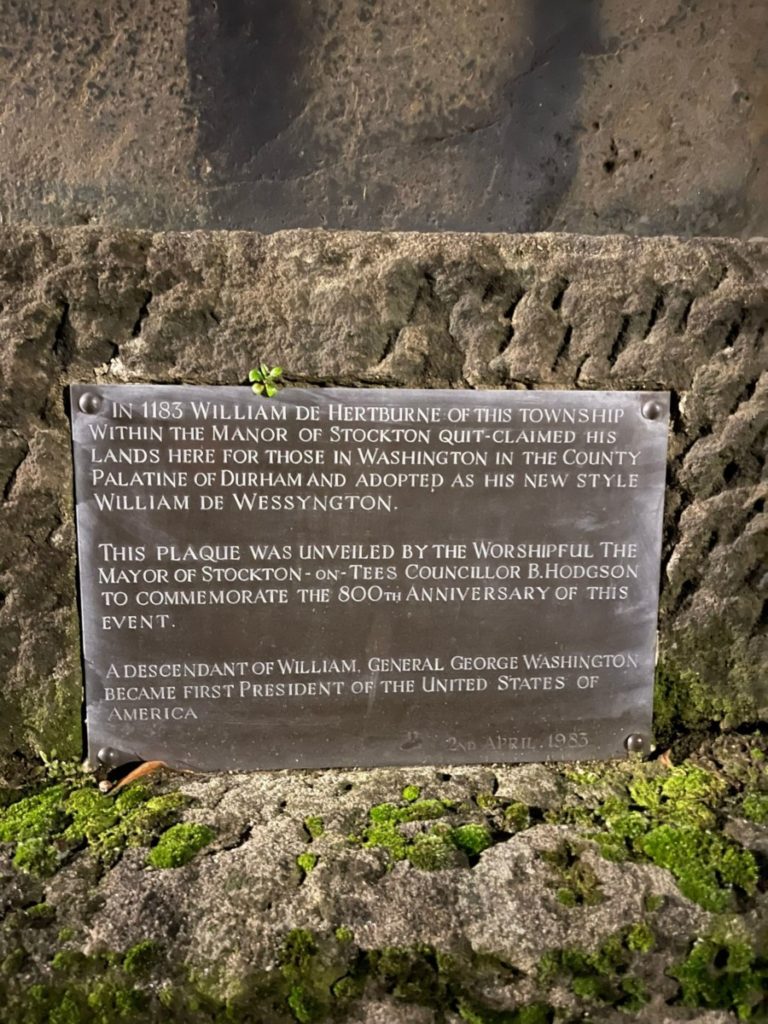 IN 1183 WILLIAM DE HERTBURNE OF THIS TOWNSHIP
WITHIN THE MANOR OF STOCKTON QUIT-CLAIMED HIS
LANDS HERE FOR THOSE IN WASHINGTON IN THE COUNTY
PALATINE OF DURHAM AND ADOPTED AS HIS NEW STYLE
WILLIAM DE WESSYNGTON.
THIS PLAQUE WAS UNVEILED BY THE WORSHIPFUL THE
MAYOR OF STOCKTON-ON-TEES COUNCILLOR B.HODGSON
TO COMMEMORATE THE 800TH ANNIVERSARY OF THIS
EVENT.
A DESCENDANT OF WILLIAM, GENERAL GEORGE WASHINGTON
BECAME FIRST PRESIDENT OF THE UNITED STATES OF
AMERICA
2ND APRIL.1983